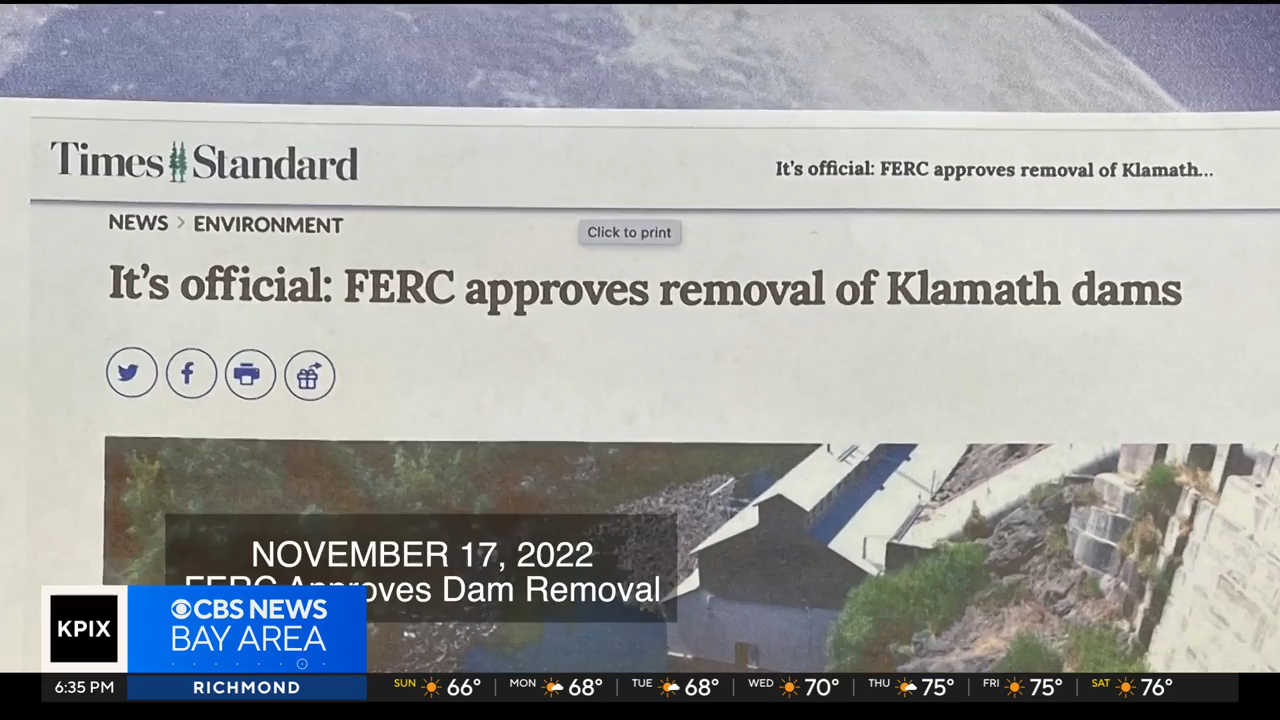 Times Standard
It's official: FERC approves removal of Klamath...
NEWS > ENVIRONMENT
Click to print
It's official: FERC approves removal of Klamath dams
NOVEMBER 17, 2022
FERC Approves Dam Removal
KPIX
CBS NEWS
BAY AREA
6:35 PM
RICHMOND
SUN 66° MON 68° TUE 68° WED 70° THU 75° FRI 75° SAT 76°